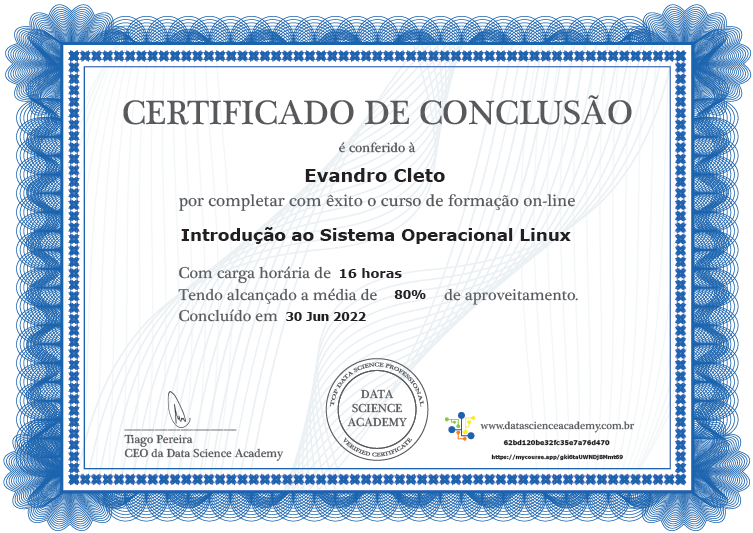 CERTIFICADO DE CONCLUSÃO
é conferido à
Evandro Cleto
por completar com êxito o curso de formação on-line
Introdução ao Sistema Operacional Linux
Com carga horária de 16 horas
Tendo alcançado a média de 80% de aproveitamento.
Concluído em 30 Jun 2022
TOP DATA SCIENCE PROFESSIONAL
DATA
SCIENCE
ACADEMY
VERIFIED CERTIFICATE
Tiago Pereira
CEO da Data Science Academy
www.datascienceacademy.com.br
62bd120be32fc35e7a76d470
https://mycourse.app/gki6taUWNDj8Mmt69